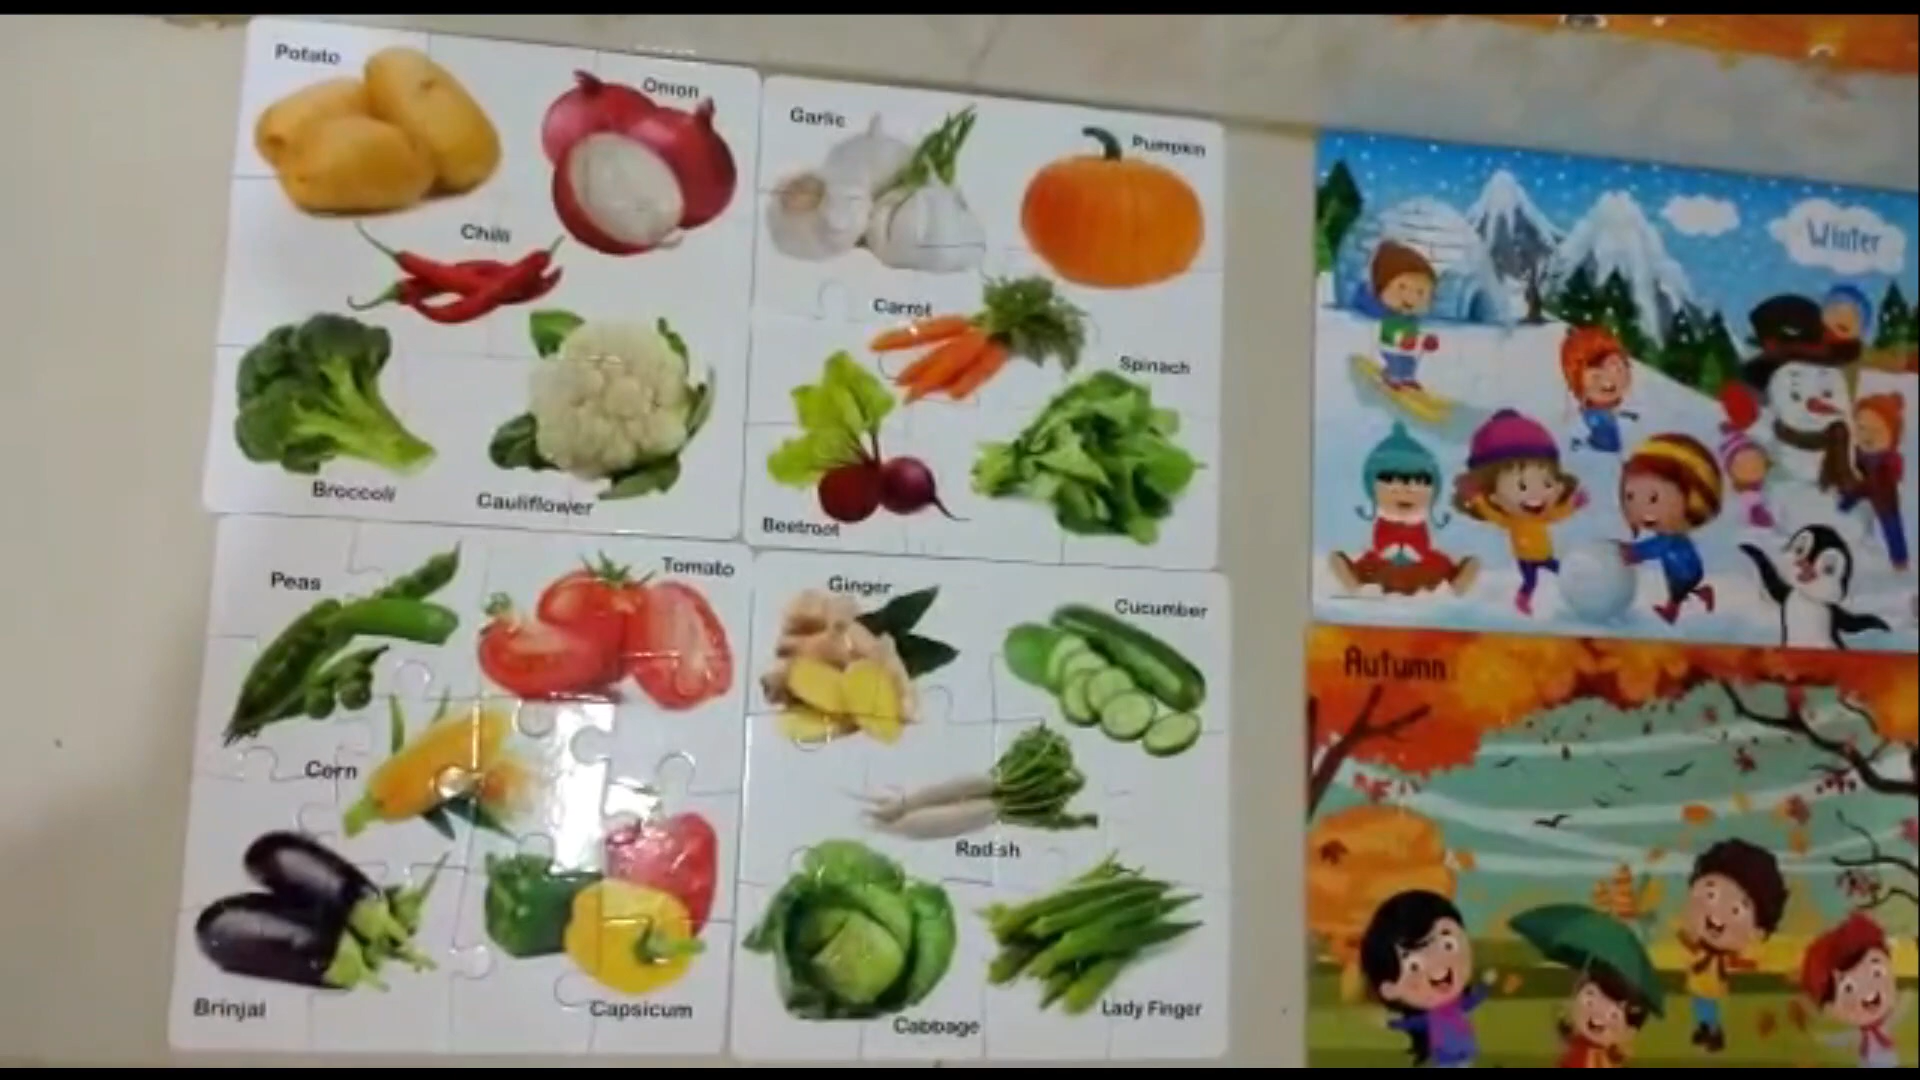 Potato
Onion
Chilli
Broccoli
Cauliflower
Garlic
Pumpkin
Carrot
Spinach
Beetroot
Peas
Tomato
Corn
Brinjal
Capsicum
Ginger
Cucumber
Radish
Cabbage
Lady Finger
Winter
Autumn